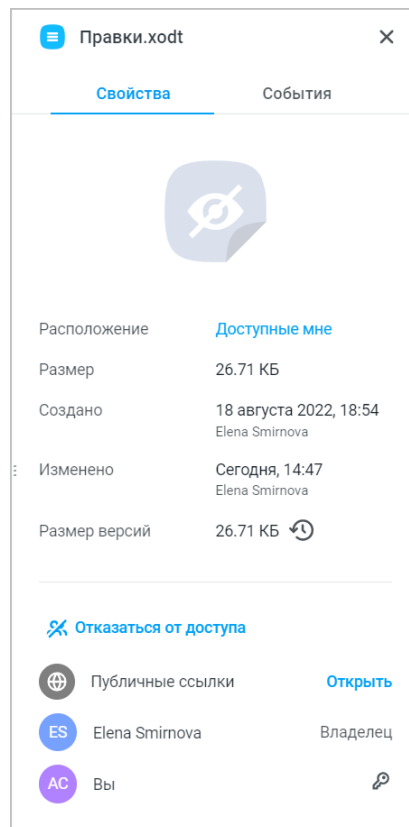 Правки.xodt
Свойства События
Расположение Доступные мне
Размер 26.71 КБ
Создано 18 августа 2022, 18:54
Elena Smirnova
Изменено Сегодня, 14:47
Elena Smirnova
Размер версий 26.71 КБ
Отказаться от доступа
Публичные ссылки Открыть
ES Elena Smirnova Владелец
AC Вы